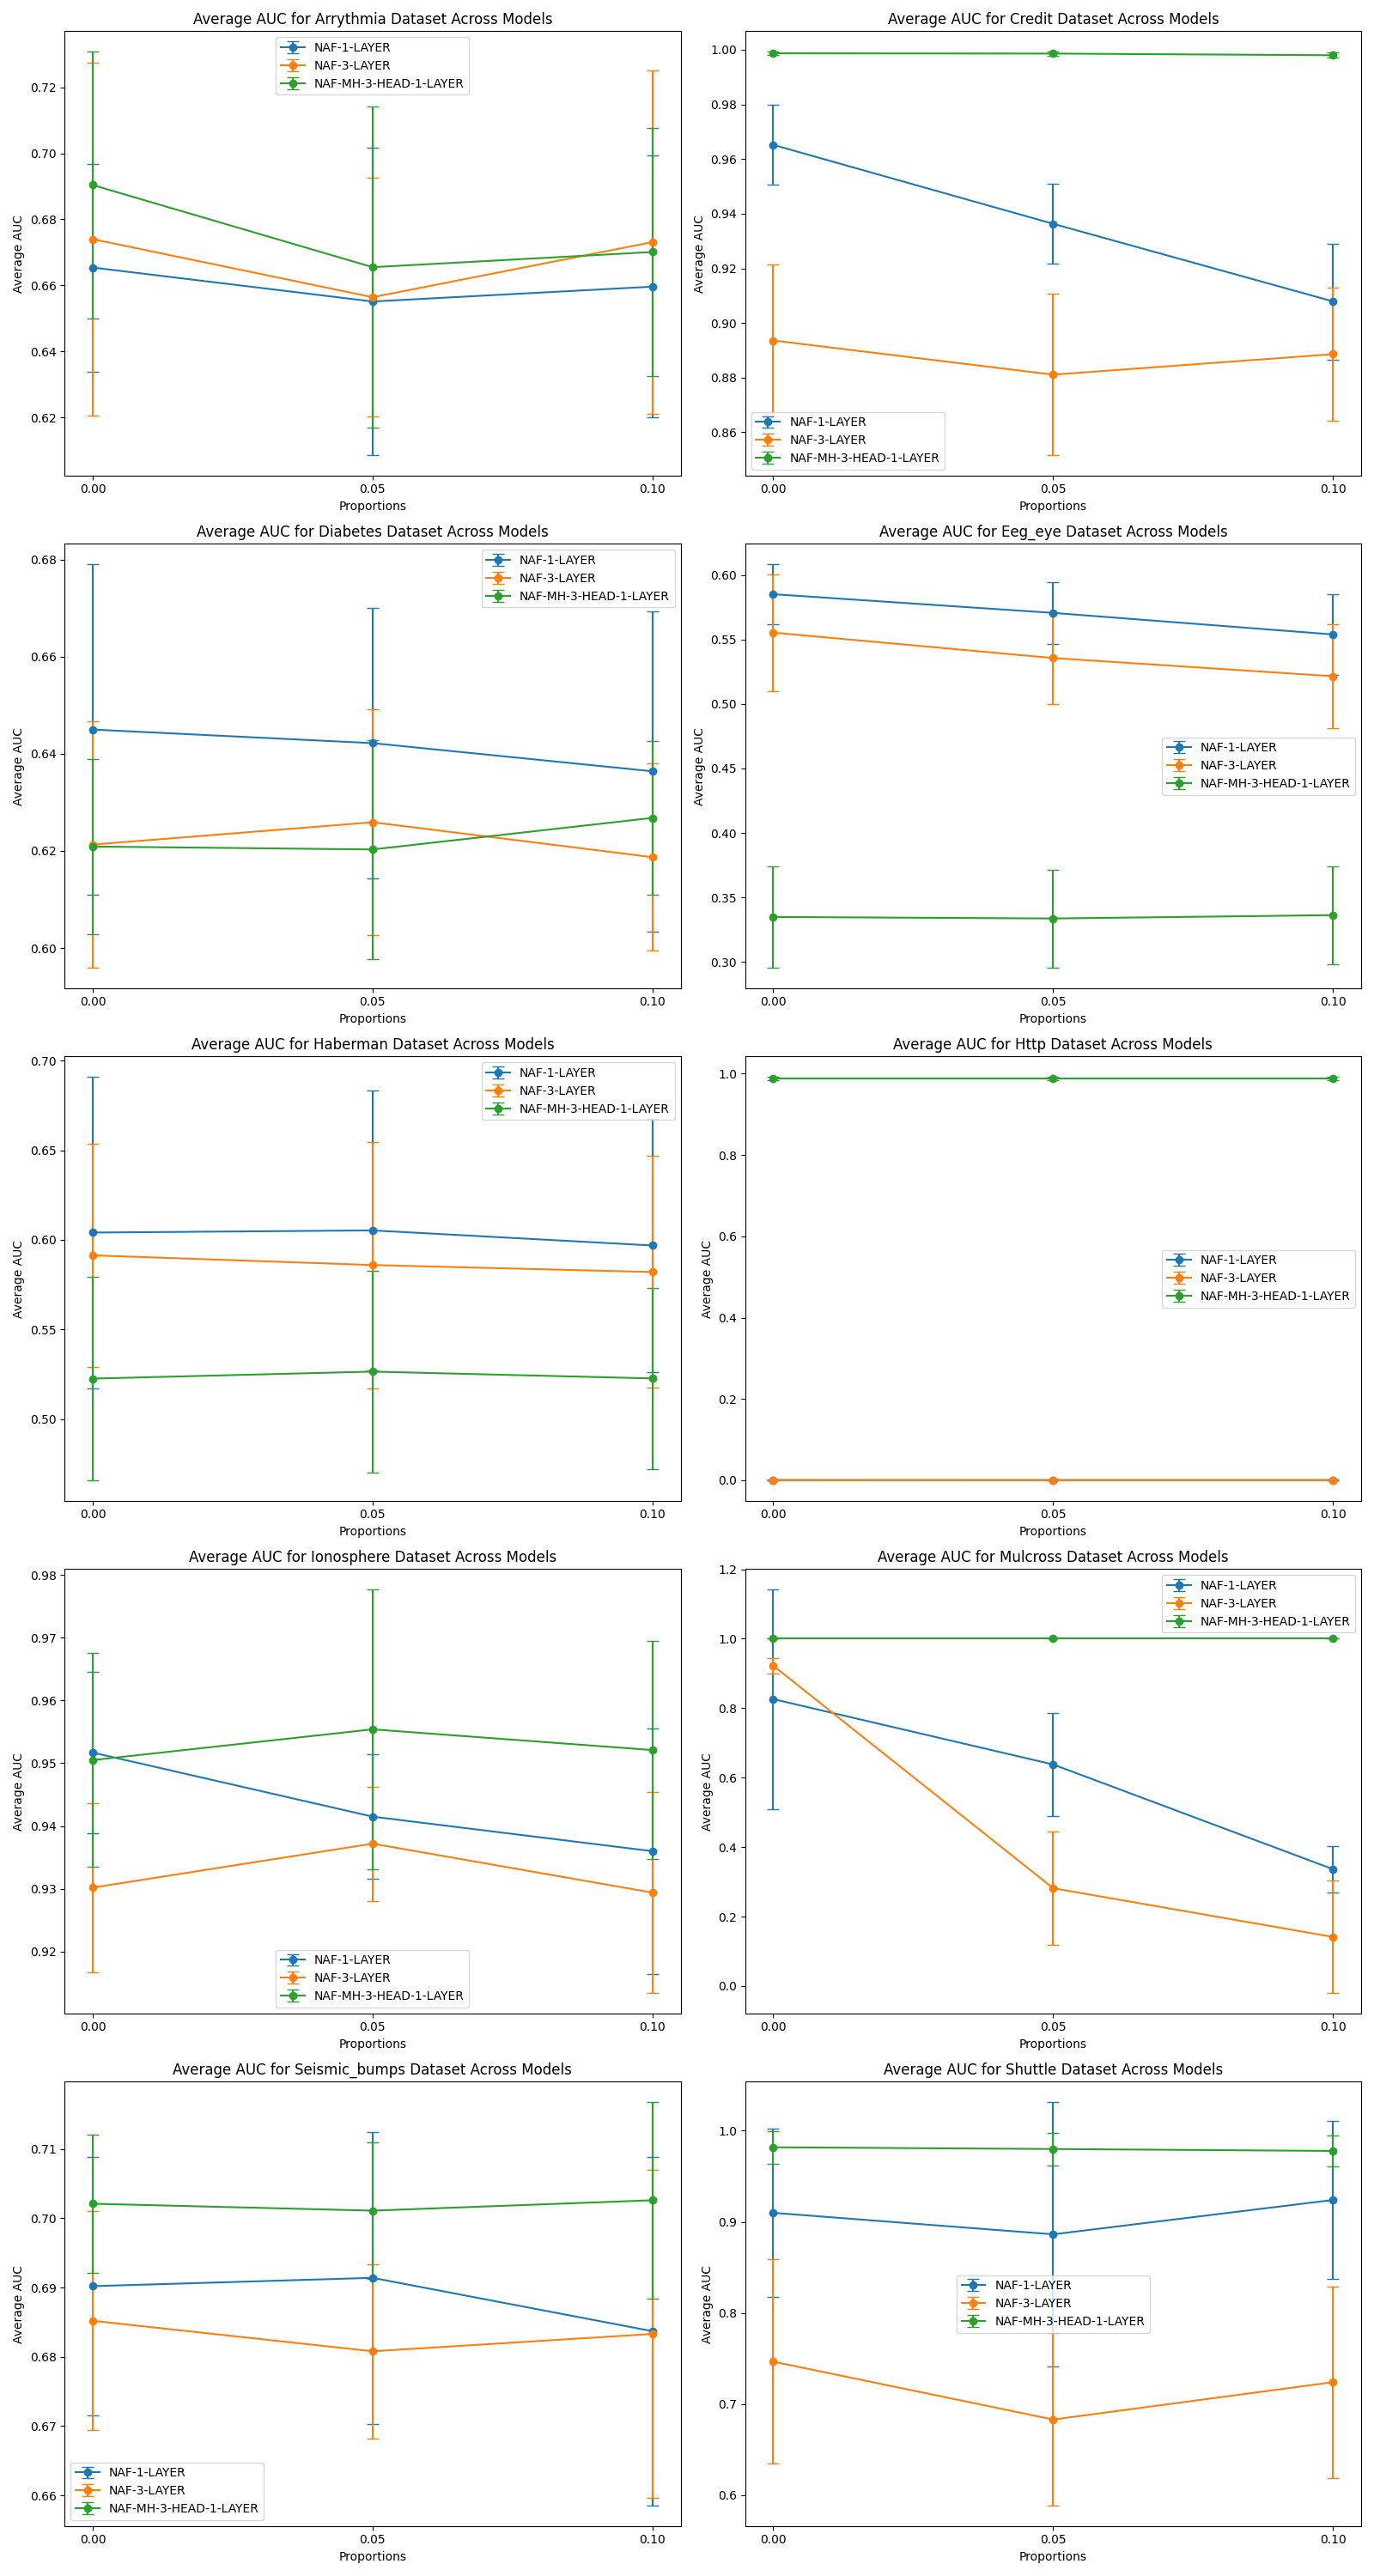 Average AUC for Arrythmia Dataset Across Models
NAF-1-LAYER
NAF-3-LAYER
NAF-MH-3-HEAD-1-LAYER
Average AUC
0.72
0.70
0.68
0.66
0.64
0.62
0.00
0.05
0.10
Proportions
Average AUC for Credit Dataset Across Models
Average AUC
1.00
0.98
0.96
0.94
0.92
0.90
0.88
0.86
NAF-1-LAYER
NAF-3-LAYER
NAF-MH-3-HEAD-1-LAYER
0.00
0.05
0.10
Proportions
Average AUC for Diabetes Dataset Across Models
NAF-1-LAYER
NAF-3-LAYER
NAF-MH-3-HEAD-1-LAYER
Average AUC
0.68
0.66
0.64
0.62
0.60
0.00
0.05
0.10
Proportions
Average AUC for Eeg_eye Dataset Across Models
Average AUC
0.60
0.55
0.50
0.45
0.40
0.35
0.30
NAF-1-LAYER
NAF-3-LAYER
NAF-MH-3-HEAD-1-LAYER
0.00
0.05
0.10
Proportions
Average AUC for Haberman Dataset Across Models
NAF-1-LAYER
NAF-3-LAYER
NAF-MH-3-HEAD-1-LAYER
Average AUC
0.70
0.65
0.60
0.55
0.50
0.00
0.05
0.10
Proportions
Average AUC for Http Dataset Across Models
Average AUC
1.0
0.8
0.6
0.4
0.2
0.0
NAF-1-LAYER
NAF-3-LAYER
NAF-MH-3-HEAD-1-LAYER
0.00
0.05
0.10
Proportions
Average AUC for Ionosphere Dataset Across Models
Average AUC
0.98
0.97
0.96
0.95
0.94
0.93
0.92
NAF-1-LAYER
NAF-3-LAYER
NAF-MH-3-HEAD-1-LAYER
0.00
0.05
0.10
Proportions
Average AUC for Mulcross Dataset Across Models
NAF-1-LAYER
NAF-3-LAYER
NAF-MH-3-HEAD-1-LAYER
Average AUC
1.2
1.0
0.8
0.6
0.4
0.2
0.0
0.00
0.05
0.10
Proportions
Average AUC for Seismic_bumps Dataset Across Models
Average AUC
0.71
0.70
0.69
0.68
0.67
0.66
NAF-1-LAYER
NAF-3-LAYER
NAF-MH-3-HEAD-1-LAYER
0.00
0.05
0.10
Proportions
Average AUC for Shuttle Dataset Across Models
Average AUC
1.0
0.9
0.8
0.7
0.6
NAF-1-LAYER
NAF-3-LAYER
NAF-MH-3-HEAD-1-LAYER
0.00
0.05
0.10
Proportions